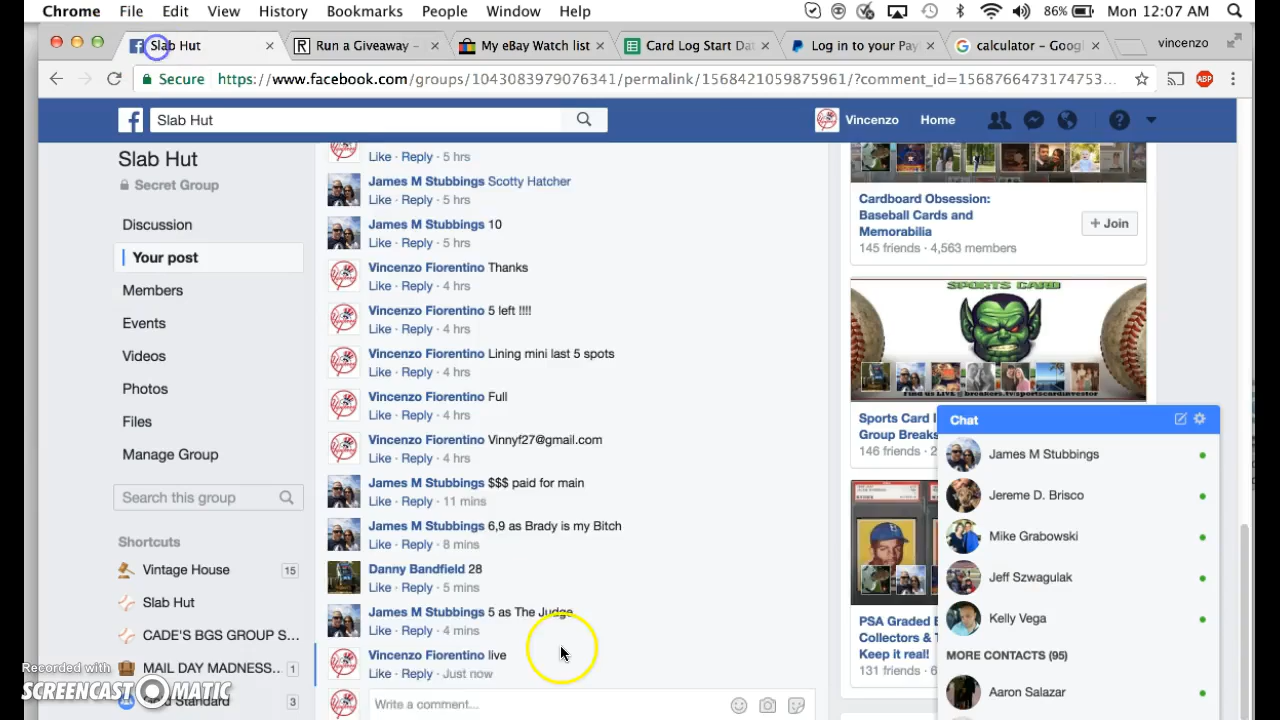 Chrome File Edit View History Bookmarks People Window Help 86% Mon 12:07 AM
Slab Hut Run a Giveaway - My eBay Watch list Card Log Start Da Log in to your Pay calculator - Goog vincenzo
Secure https://www.facebook.com/groups/1043083979076341/permalink/1568421059875961/?comment_id=1568766473174753... ABP
Slab Hut Vincenzo Home
Slab Hut
Secret Group
Discussion
Your post
Members
Events
Videos
Photos
Files
Manage Group
Search this group
Shortcuts
Vintage House 15
Slab Hut
CADE'S BGS GROUP S...
MAIL DAY MADNESS... 1
Standard 3
Recorded with
SCREENCAST MATIC
Like · Reply · 5 hrs
James M Stubbings Scotty Hatcher
Like · Reply · 5 hrs
James M Stubbings 10
Like · Reply · 5 hrs
Vincenzo Fiorentino Thanks
Like · Reply · 4 hrs
Vincenzo Fiorentino 5 left !!!!
Like · Reply · 4 hrs
Vincenzo Fiorentino Lining mini last 5 spots
Like · Reply · 4 hrs
Vincenzo Fiorentino Full
Like · Reply · 4 hrs
Vincenzo Fiorentino Vinnyf27@gmail.com
Like · Reply · 4 hrs
James M Stubbings $$$ paid for main
Like · Reply · 11 mins
James M Stubbings 6,9 as Brady is my Bitch
Like · Reply · 8 mins
Danny Bandfield 28
Like · Reply · 5 mins
James M Stubbings 5 as The Judge
Like · Reply · 4 mins
Vincenzo Fiorentino live
Like · Reply · Just now
Write a comment...
Cardboard Obsession:
Baseball Cards and
Memorabilia
145 friends · 4,563 members
+ Join
SPORTS CARD
Find us LIVE @ breakers.tv/sportscardinvestor
Sports Card I
Group Breaks
146 friends · 2
PSA Graded
Collectors & T
Keep it real!
131 friends · 6
Chat
James M Stubbings
Jereme D. Brisco
Mike Grabowski
Jeff Szwagulak
Kelly Vega
MORE CONTACTS (95)
Aaron Salazar